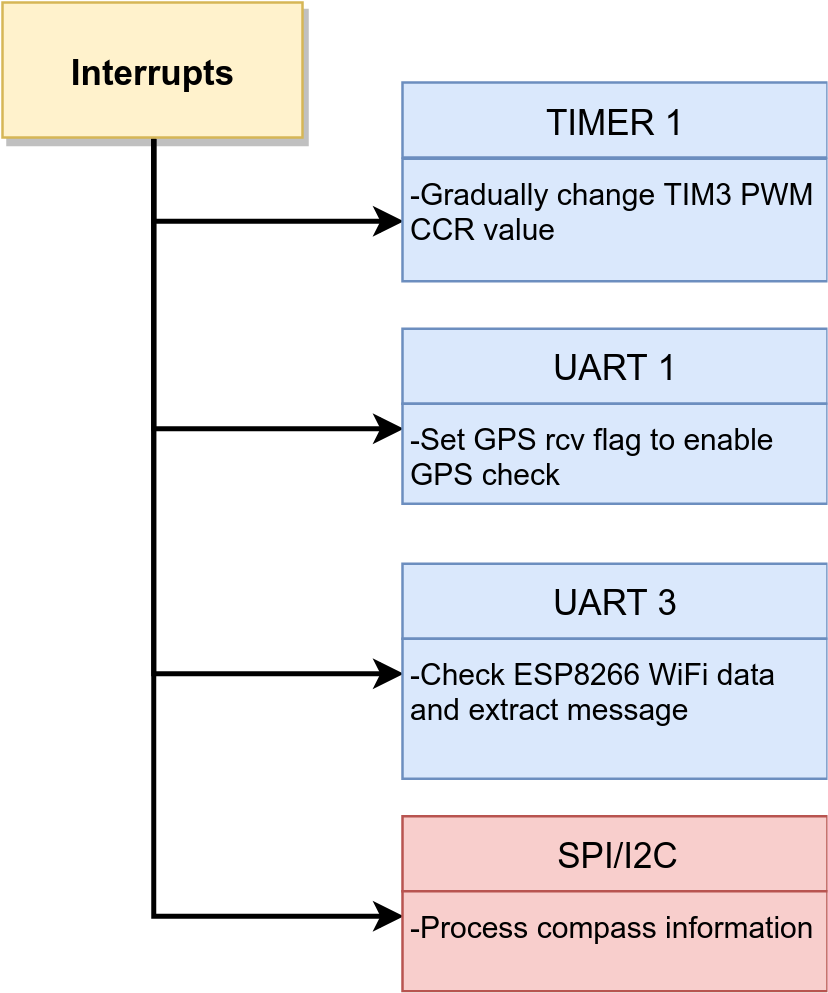 Interrupts
TIMER 1
-Gradually change TIM3 PWM
CCR value
UART 1
-Set GPS rcv flag to enable
GPS check
UART 3
-Check ESP8266 WiFi data
and extract message
SPI/I2C
-Process compass information